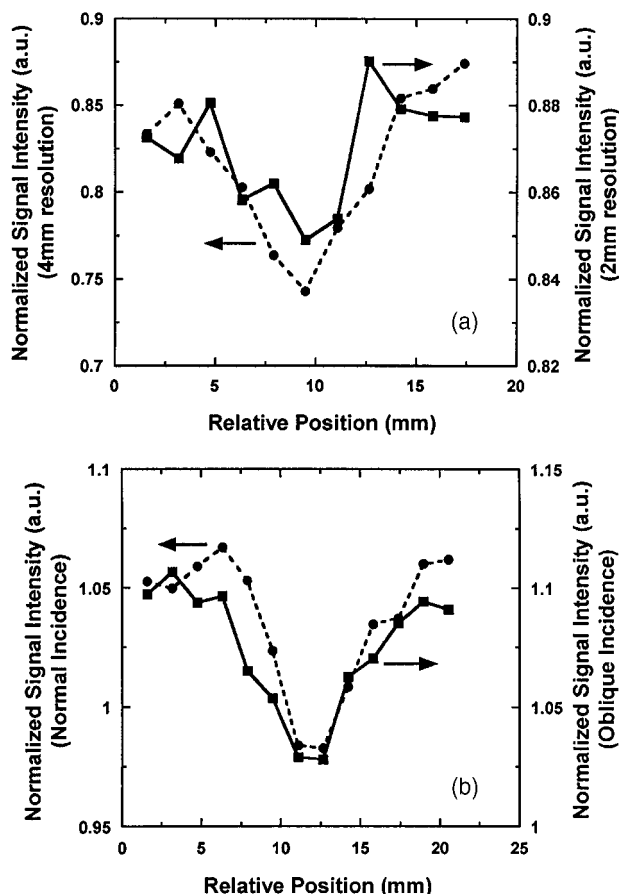 0.9
0.85
0.8
0.75
0.7
0.9
0.88
0.86
0.84
0.82
0
5
10
15
20
Normalized Signal Intensity (a.u.)
(4mm resolution)
Normalized Signal Intensity (a.u.)
(2mm resolution)
(a)
Relative Position (mm)
1.1
1.05
1
0.95
1.15
1.1
1.05
1
0
5
10
15
20
25
Normalized Signal Intensity (a.u.)
(Normal Incidence)
Normalized Signal Intensity (a.u.)
(Oblique Incidence)
(b)
Relative Position (mm)